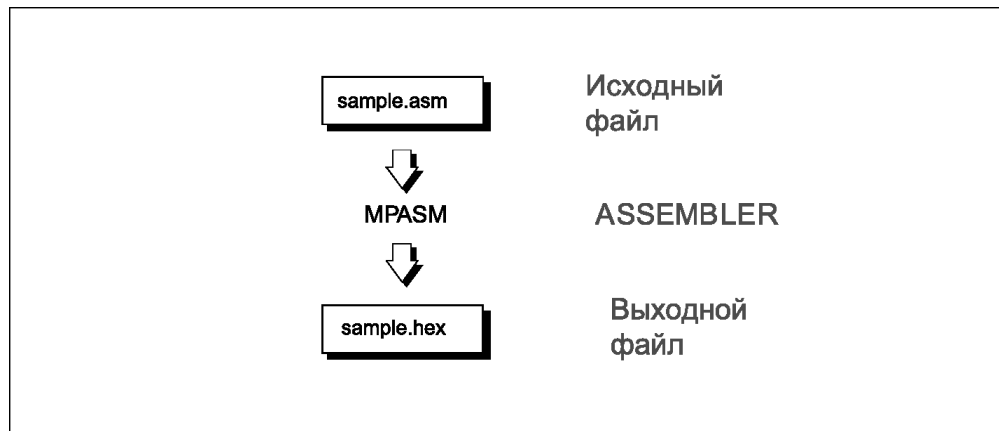 sample.asm
Исходный
файл
MPASM
ASSEMBLER
sample.hex
Выходной
файл